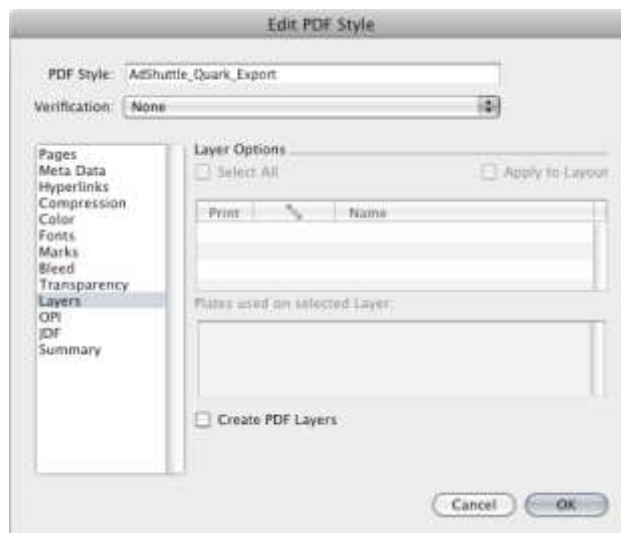 Edit PDF Style
PDF Style: AdShuttle_Quark_Export
Verification: None
Pages
Meta Data
Hyperlinks
Compression
Color
Fonts
Marks
Bleed
Transparency
Layers
OPI
JDF
Summary
Layer Options
Select All
Apply to Layout
Print
Name
Plates used on selected Layer:
Create PDF Layers
Cancel
OK